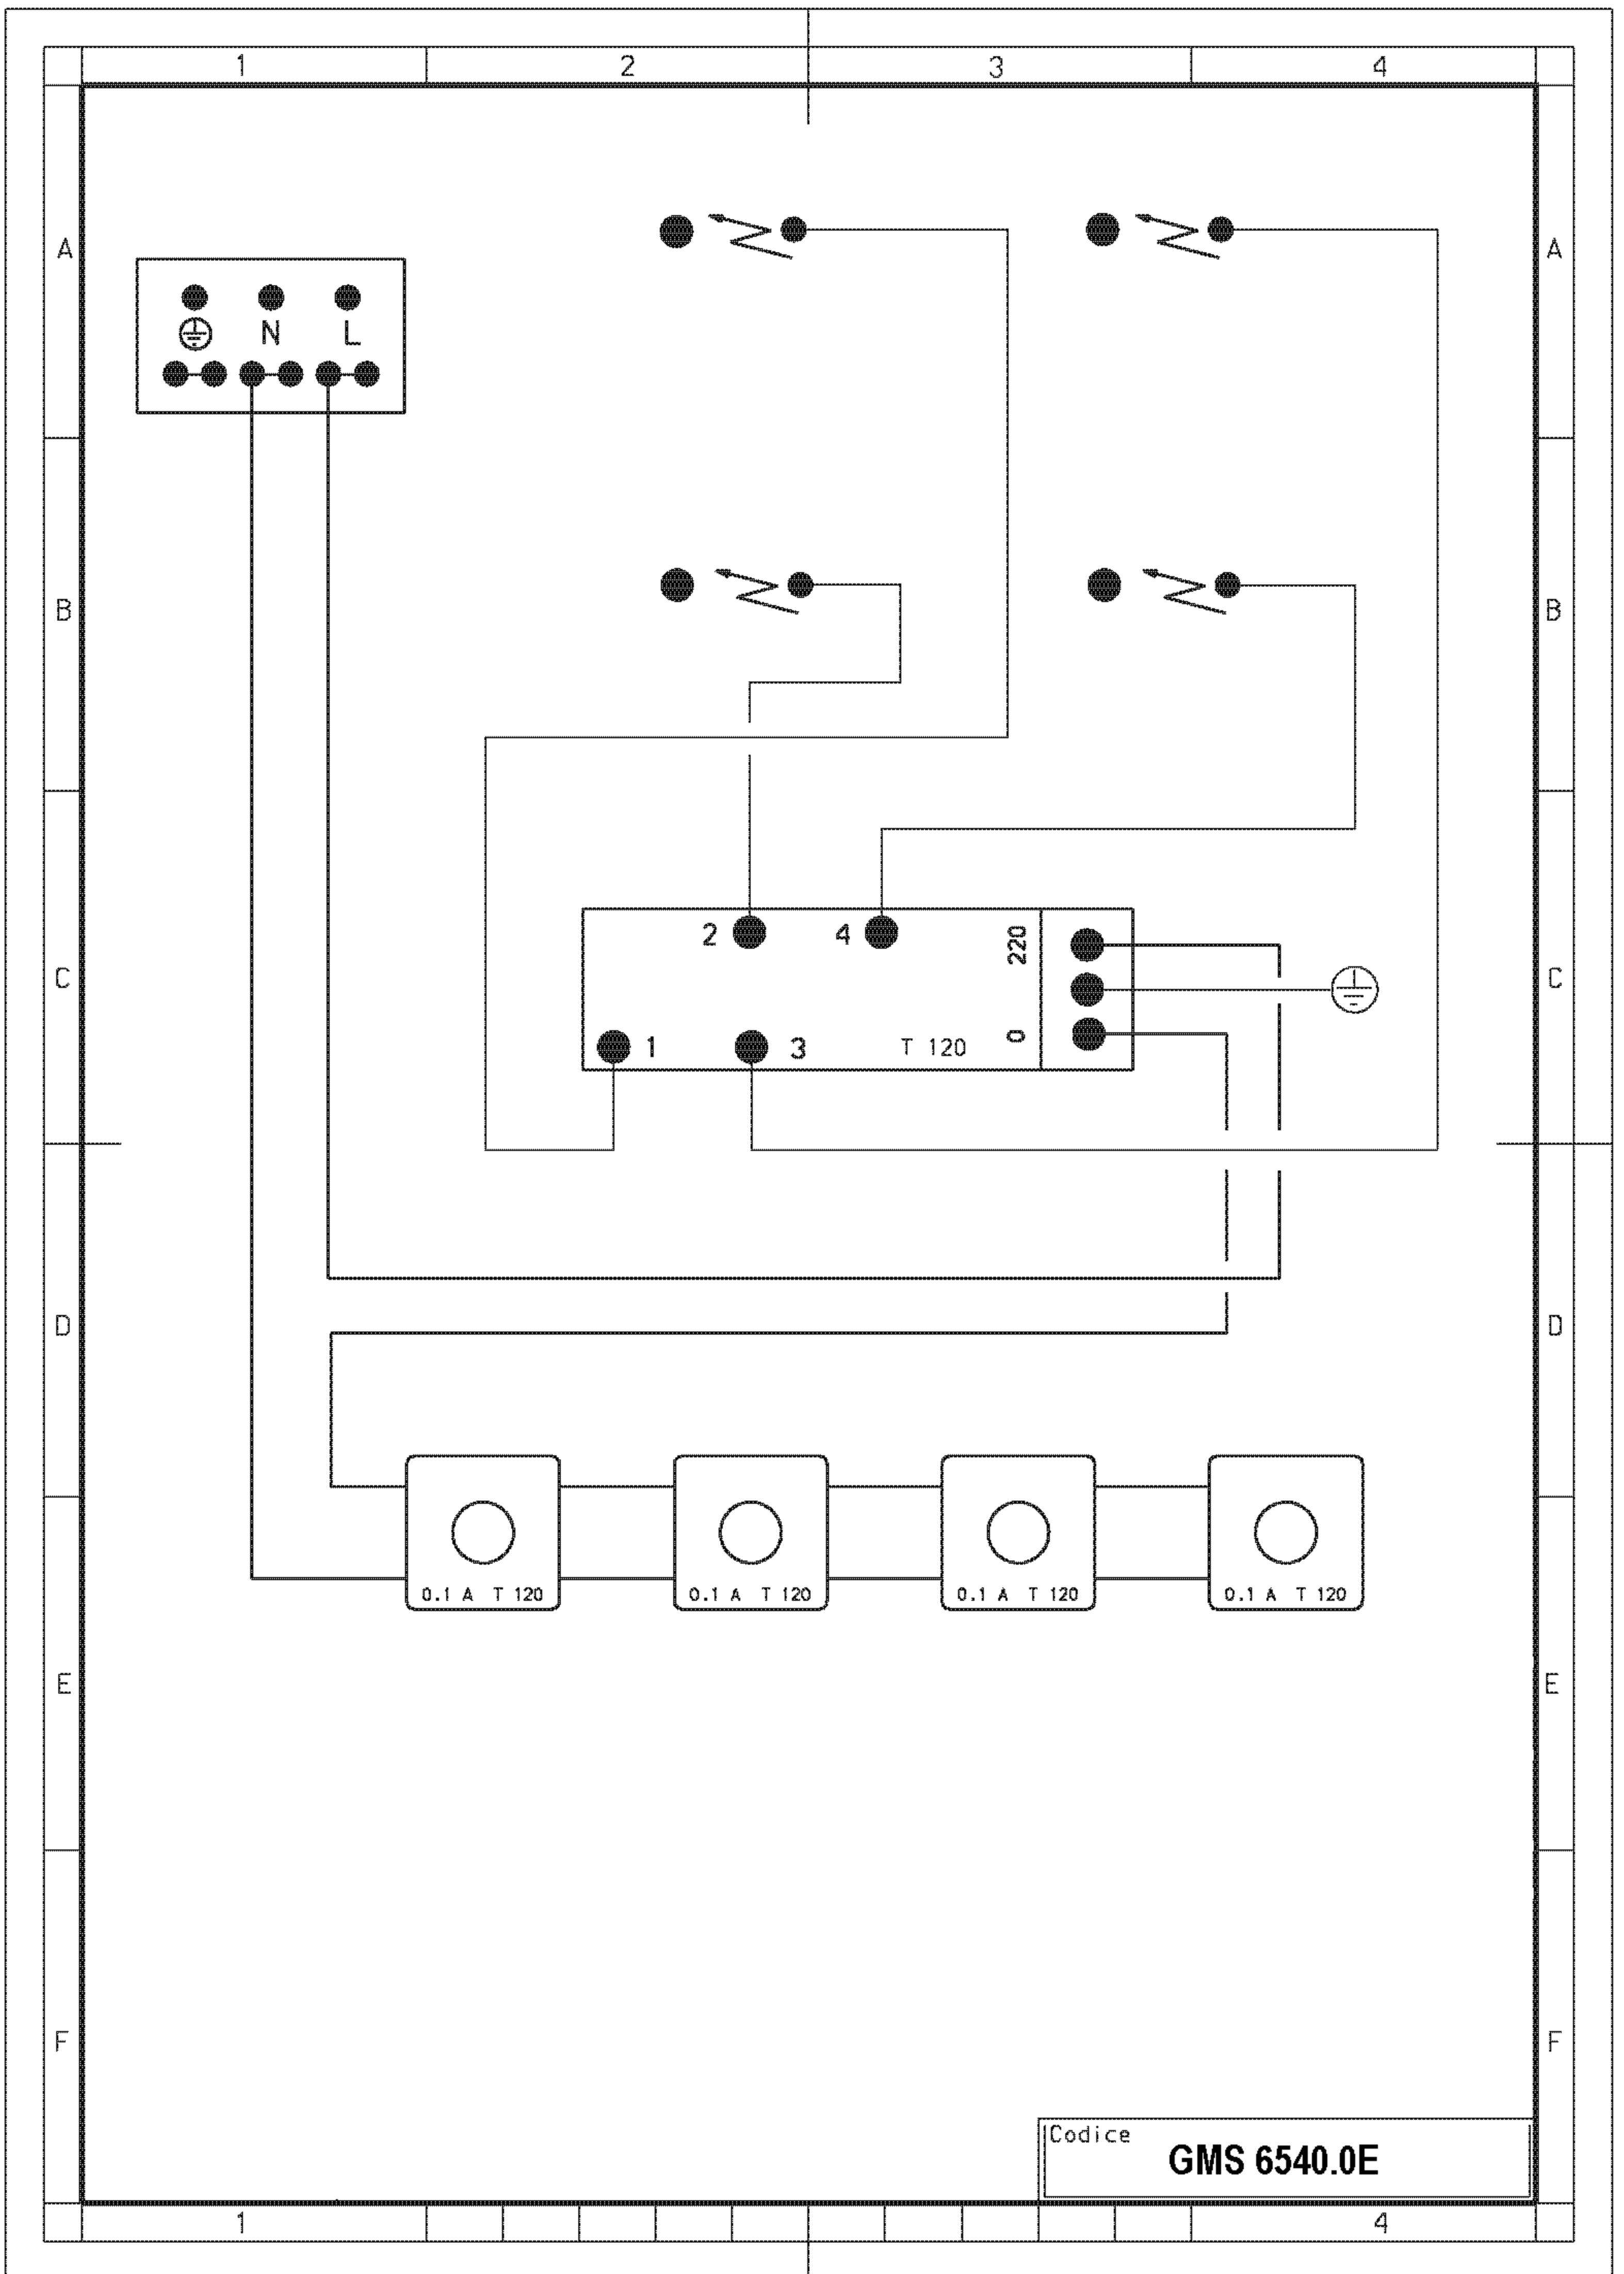 1 2 3 4
A A
N L
B B
2 4 220
C C
1 3 T 120 0
D D
0.1 A T 120 0.1 A T 120 0.1 A T 120 0.1 A T 120
E E
F F
Codice
GMS 6540.0E
1 4